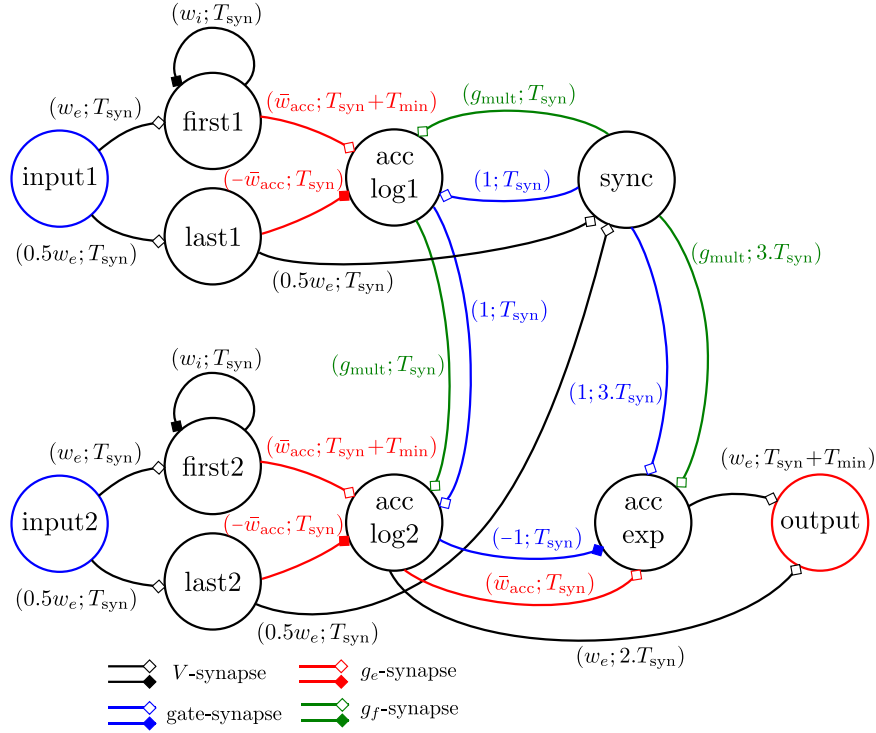 (w_i; T_syn)
(w_e; T_syn)
(w̄_acc; T_syn + T_min)
(g_mult; T_syn)
first1
input1
acc
log1
sync
(−w̄_acc; T_syn)
(1; T_syn)
last1
(0.5w_e; T_syn)
(0.5w_e; T_syn)
(g_mult; 3.T_syn)
(1; T_syn)
(w_i; T_syn)
(g_mult; T_syn)
(1; 3.T_syn)
(w_e; T_syn)
(w̄_acc; T_syn + T_min)
(w_e; T_syn + T_min)
first2
input2
acc
log2
acc
exp
output
(−w̄_acc; T_syn)
(−1; T_syn)
last2
(w̄_acc; T_syn)
(0.5w_e; T_syn)
(0.5w_e; T_syn)
(w_e; 2.T_syn)
V-synapse
g_e-synapse
gate-synapse
g_f-synapse